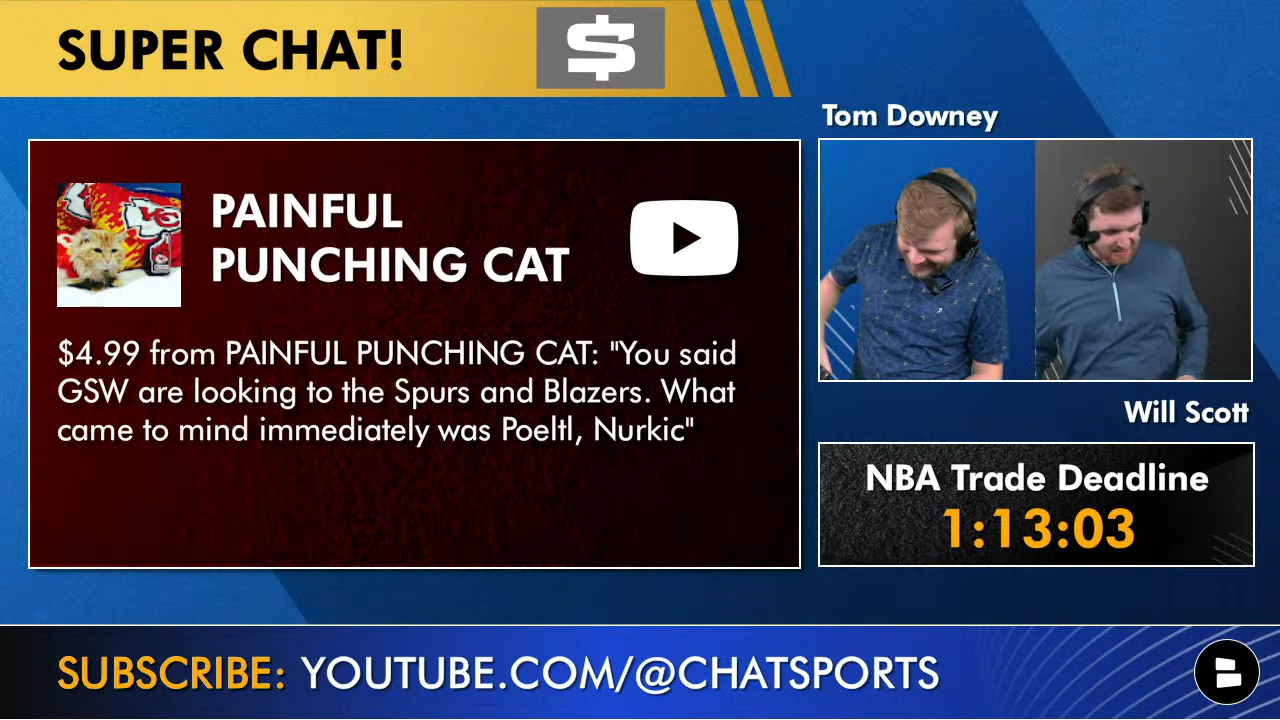 SUPER CHAT!
$
Tom Downey
PAINFUL
PUNCHING CAT
$4.99 from PAINFUL PUNCHING CAT: "You said
GSW are looking to the Spurs and Blazers. What
came to mind immediately was Poeltl, Nurkic"
Will Scott
NBA Trade Deadline
1:13:03
SUBSCRIBE: YOUTUBE.COM/@CHATSPORTS